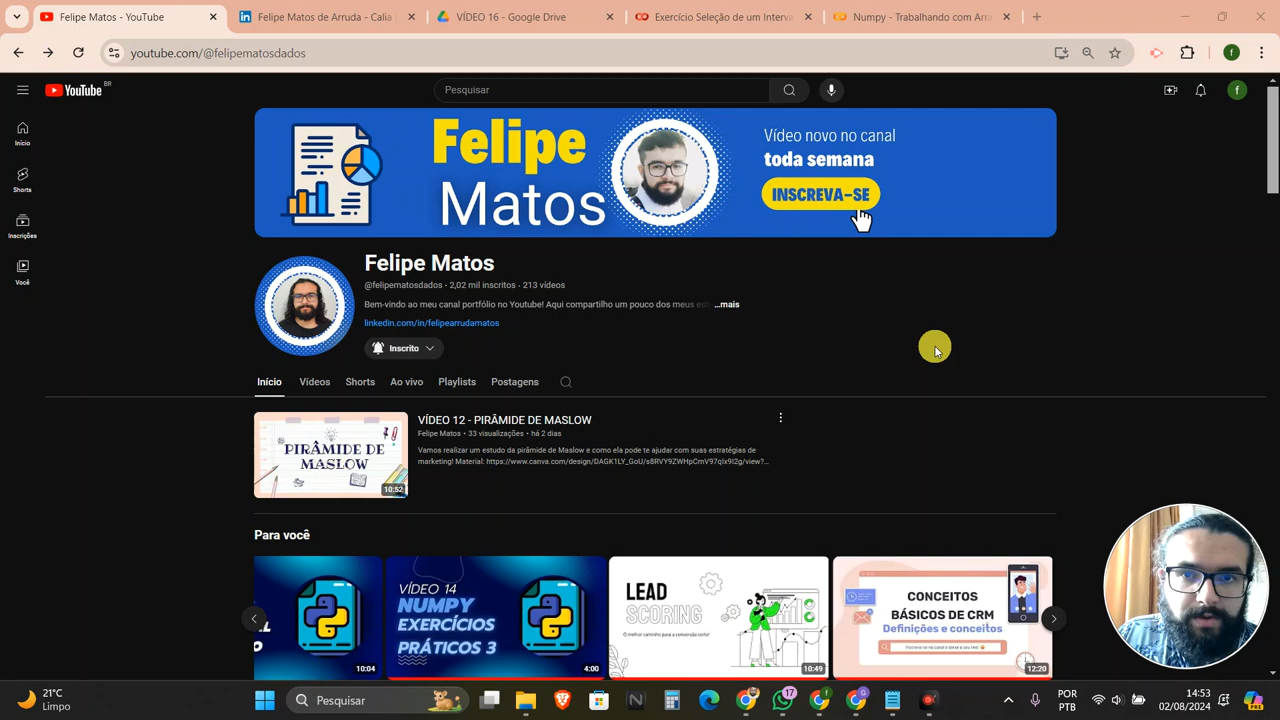 Felipe Matos - YouTube
Felipe Matos de Arruda - Calia
VÍDEO 16 - Google Drive
Exercício Seleção de um Interva
Numpy - Trabalhando com Arra
youtube.com/@felipematosdados
f
YouTube BR
Pesquisar
f
Início
Shorts
Inscrições
Você
Felipe
Matos
Vídeo novo no canal
toda semana
INSCREVA-SE
Felipe Matos
@felipematosdados · 2,02 mil inscritos · 213 vídeos
Bem-vindo ao meu canal portfólio no Youtube! Aqui compartilho um pouco dos meus est ...mais
linkedin.com/in/felipearrudamatos
Inscrito
Início Vídeos Shorts Ao vivo Playlists Postagens
PIRÂMIDE DE
MASLOW
10:52
VÍDEO 12 - PIRÂMIDE DE MASLOW
Felipe Matos · 33 visualizações · há 2 dias
Vamos realizar um estudo da pirâmide de Maslow e como ela pode te ajudar com suas estratégias de
marketing! Material: https://www.canva.com/design/DAGK1LY_GoU/s8RVY9ZWHpCmV97qIx9l2g/view?...
Para você
10:04
VÍDEO 14
NUMPY
EXERCÍCIOS
PRÁTICOS 3
4:00
LEAD
SCORING
O melhor caminho para a conversão certa!
10:49
CONCEITOS
BÁSICOS DE CRM
Definições e conceitos
12:20
21°C
Limpo
Pesquisar
17
POR
PTB
14:53
02/08/2024